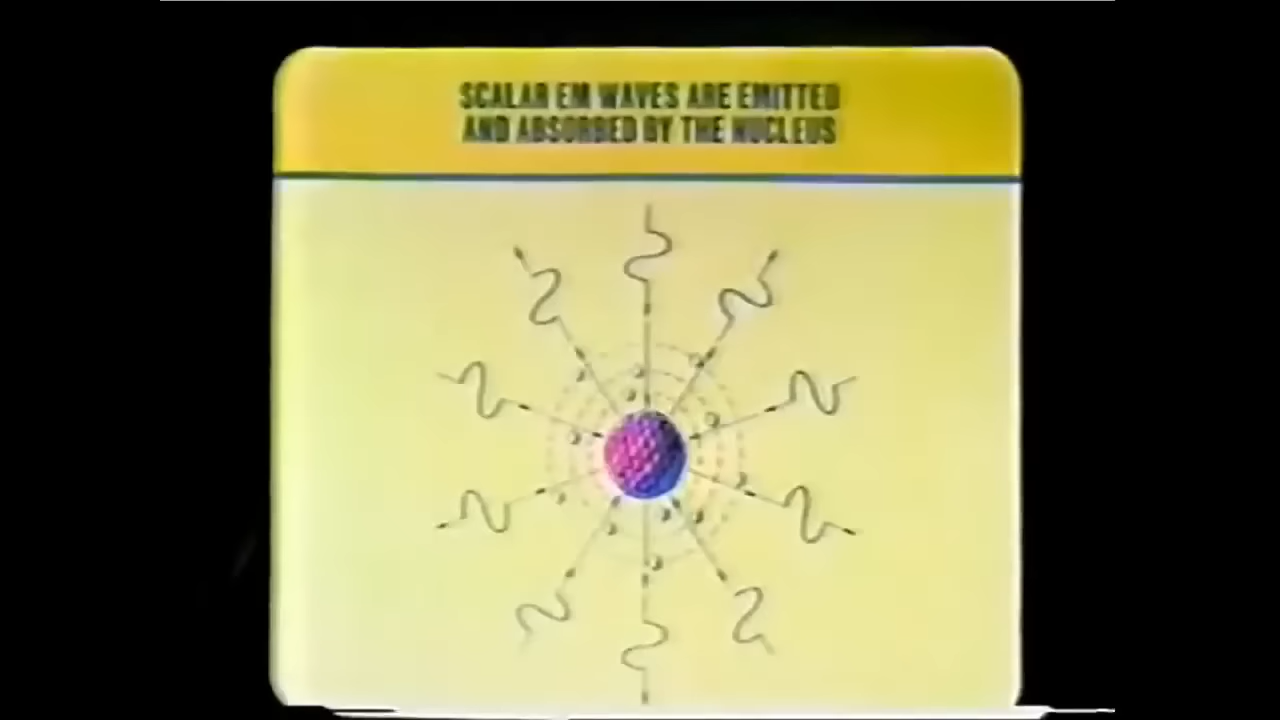 SCALAR EM WAVES ARE EMITTED
AND ABSORBED BY THE NUCLEUS